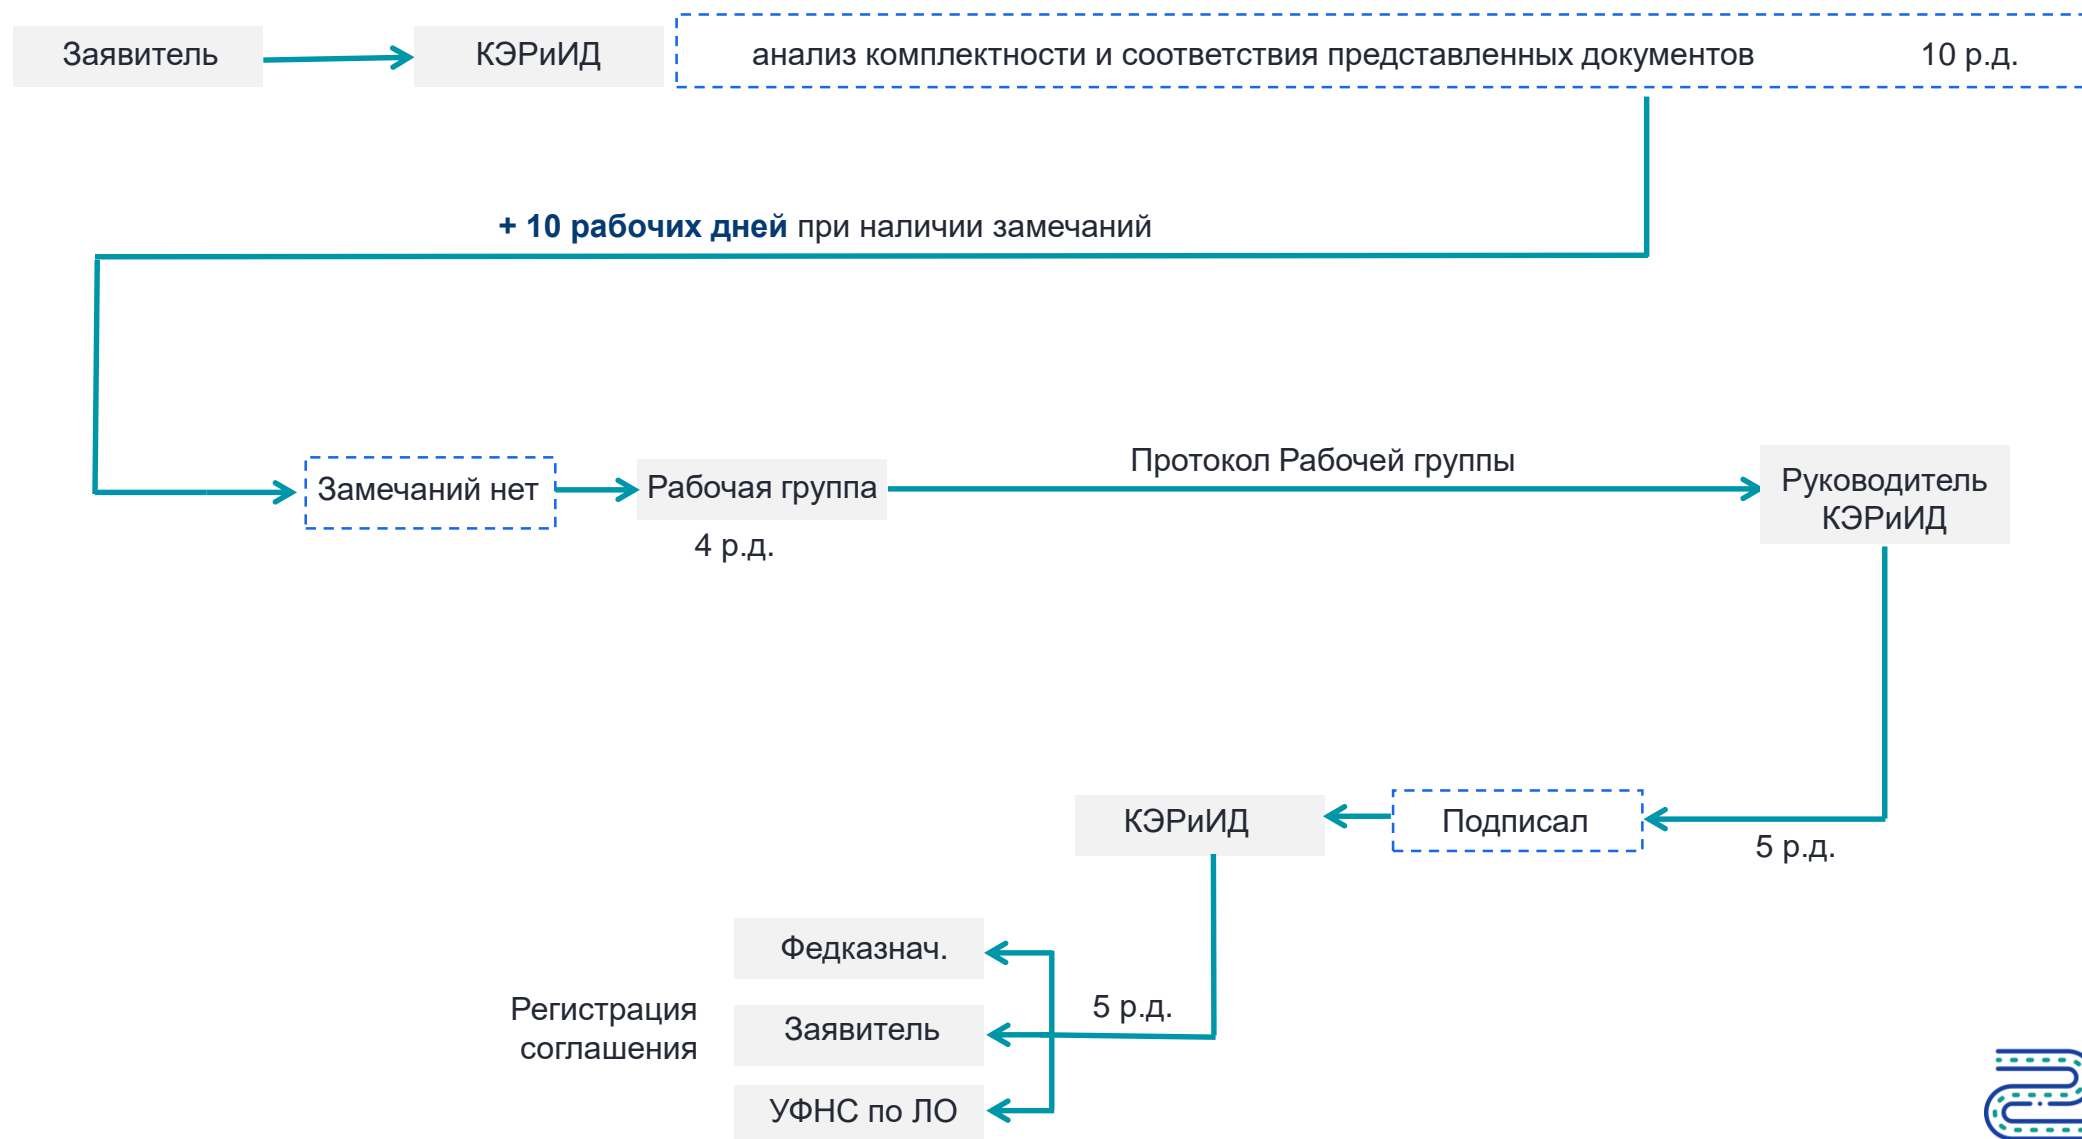 Заявитель
КЭРиИД
анализ комплектности и соответствия представленных документов
10 р.д.
+ 10 рабочих дней при наличии замечаний
Замечаний нет
Рабочая группа
4 р.д.
Протокол Рабочей группы
Руководитель
КЭРиИД
5 р.д.
Подписал
КЭРиИД
5 р.д.
Федказнач.
Регистрация
соглашения
Заявитель
УФНС по ЛО